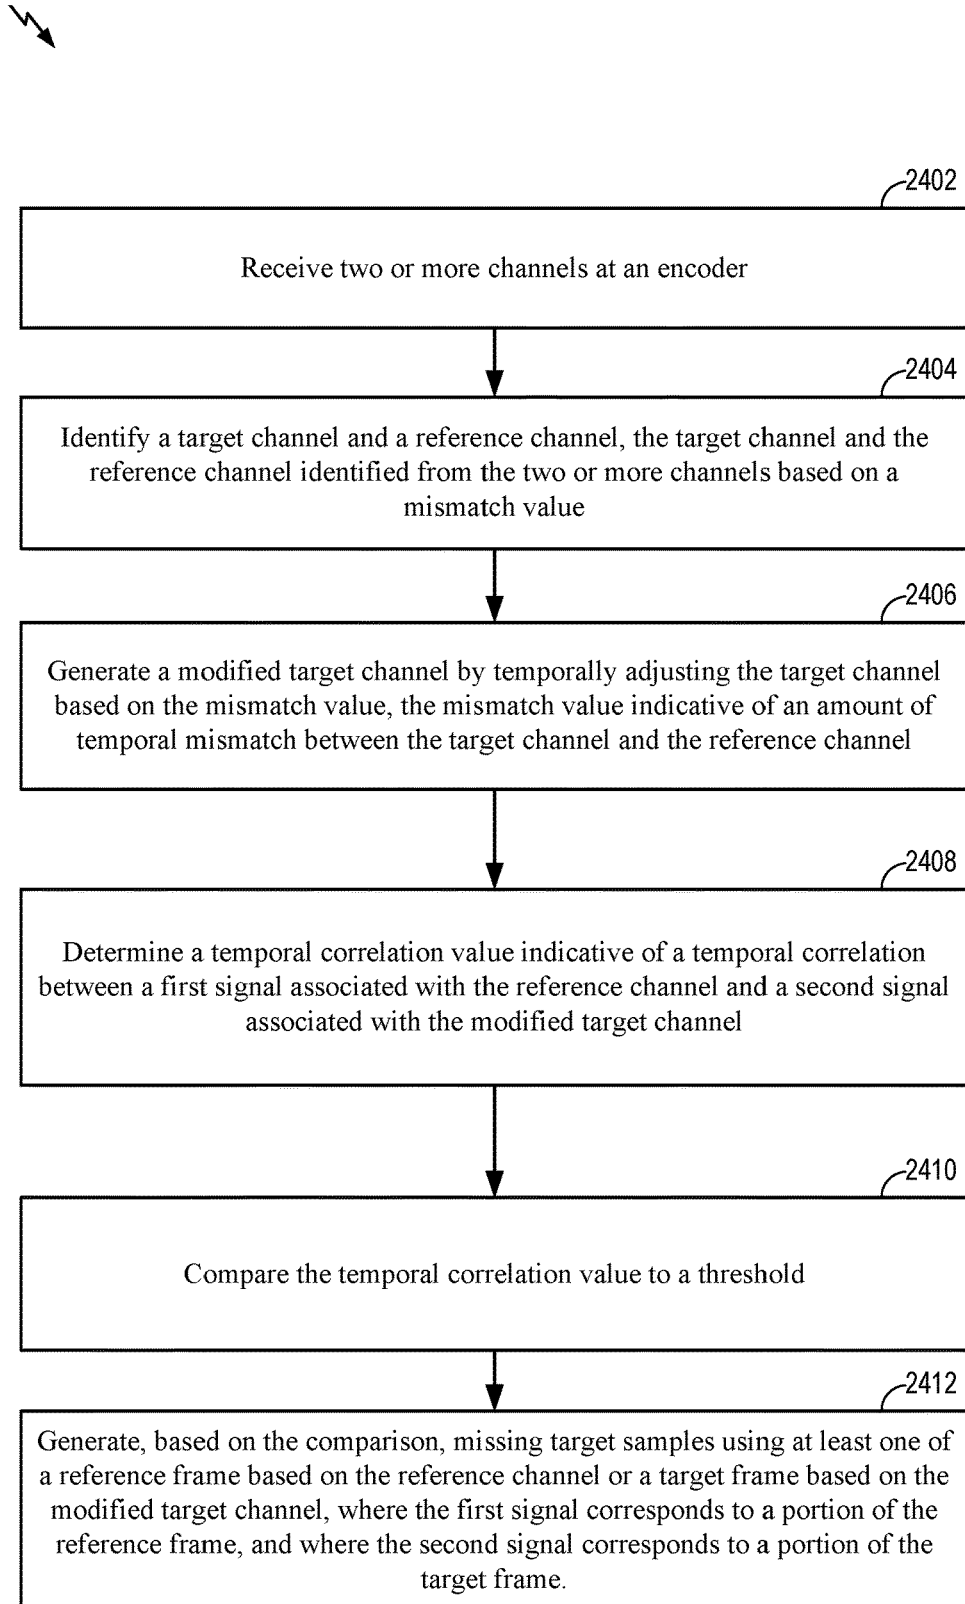 2402
Receive two or more channels at an encoder
2404
Identify a target channel and a reference channel, the target channel and the
reference channel identified from the two or more channels based on a
mismatch value
2406
Generate a modified target channel by temporally adjusting the target channel
based on the mismatch value, the mismatch value indicative of an amount of
temporal mismatch between the target channel and the reference channel
2408
Determine a temporal correlation value indicative of a temporal correlation
between a first signal associated with the reference channel and a second signal
associated with the modified target channel
2410
Compare the temporal correlation value to a threshold
2412
Generate, based on the comparison, missing target samples using at least one of
a reference frame based on the reference channel or a target frame based on the
modified target channel, where the first signal corresponds to a portion of the
reference frame, and where the second signal corresponds to a portion of the
target frame.